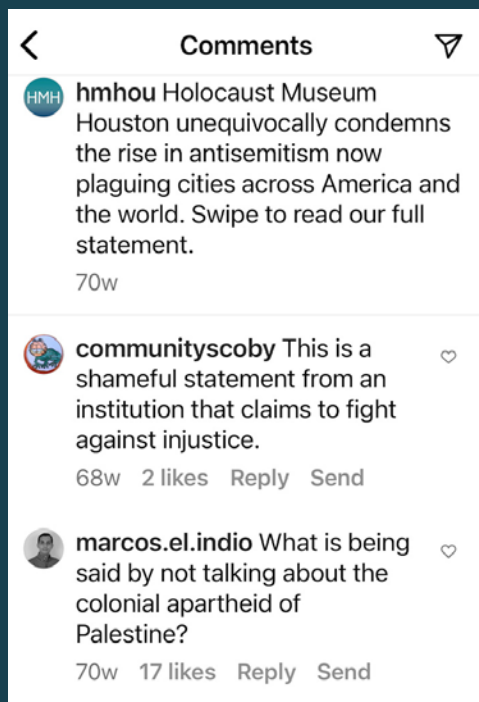 Comments
HMH
hmhou Holocaust Museum
Houston unequivocally condemns
the rise in antisemitism now
plaguing cities across America and
the world. Swipe to read our full
statement.
70w
communityscoby This is a
shameful statement from an
institution that claims to fight
against injustice.
68w 2 likes Reply Send
marcos.el.indio What is being
said by not talking about the
colonial apartheid of
Palestine?
70w 17 likes Reply Send